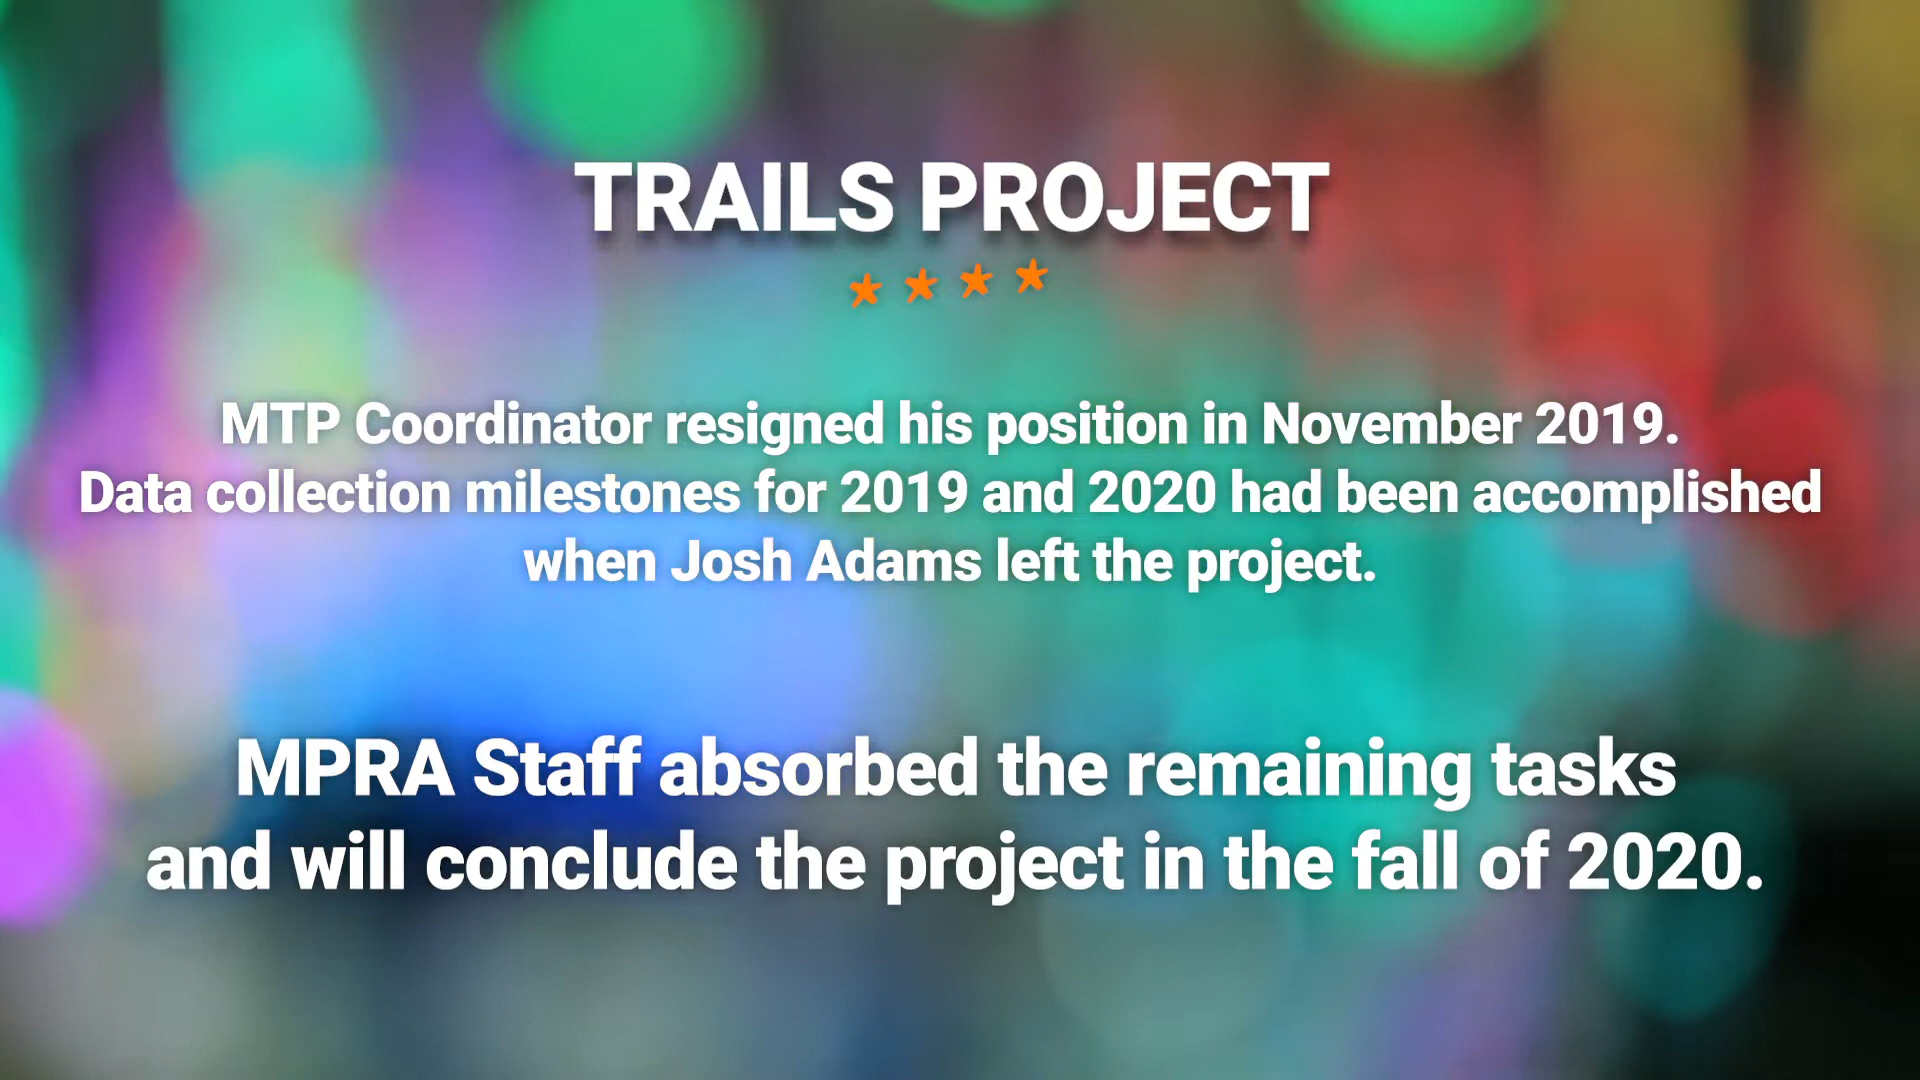 TRAILS PROJECT
MTP Coordinator resigned his position in November 2019.
Data collection milestones for 2019 and 2020 had been accomplished
when Josh Adams left the project.
MPRA Staff absorbed the remaining tasks
and will conclude the project in the fall of 2020.